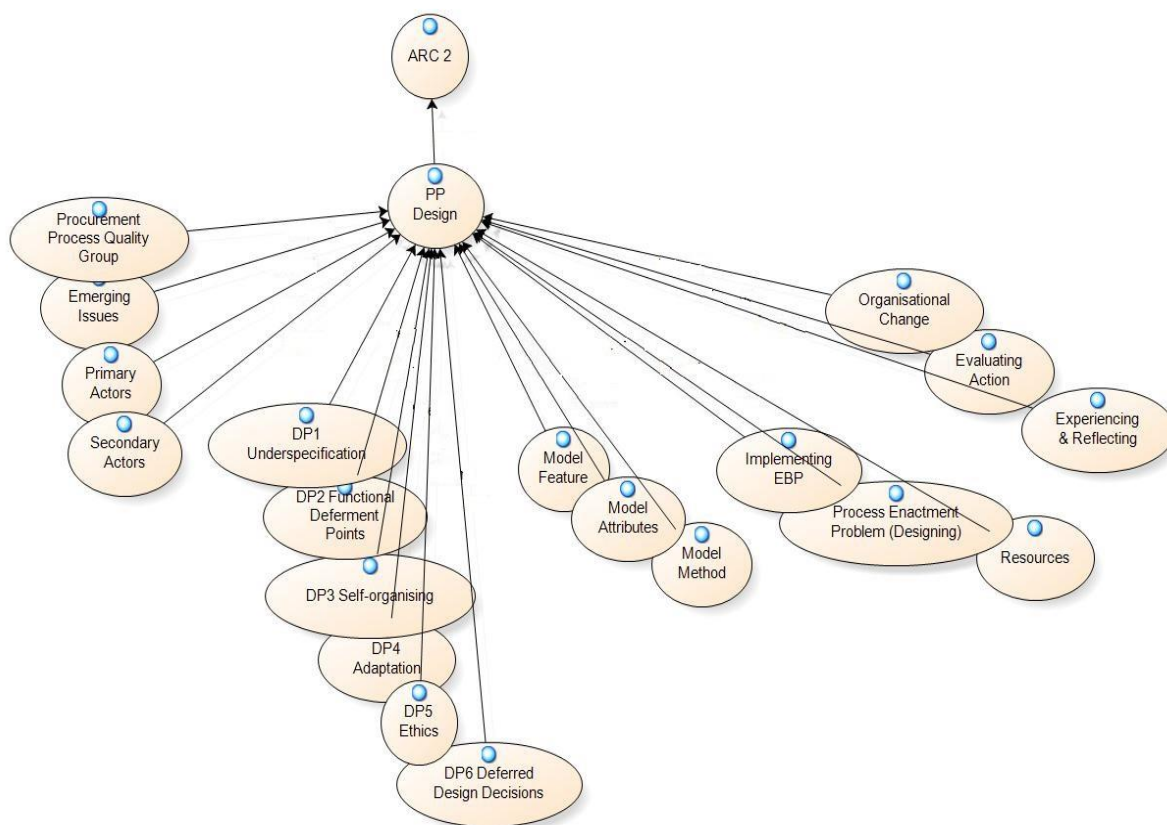 ARC 2
PP
Design
Procurement
Process Quality
Group
Emerging
Issues
Primary
Actors
Secondary
Actors
DP1
Underspecification
DP2 Functional
Deferment
Points
DP3 Self-organising
DP4
Adaptation
DP5
Ethics
DP6 Deferred
Design Decisions
Model
Feature
Model
Attributes
Model
Method
Implementing
EBP
Process Enactment
Problem (Designing)
Resources
Organisational
Change
Evaluating
Action
Experiencing
& Reflecting